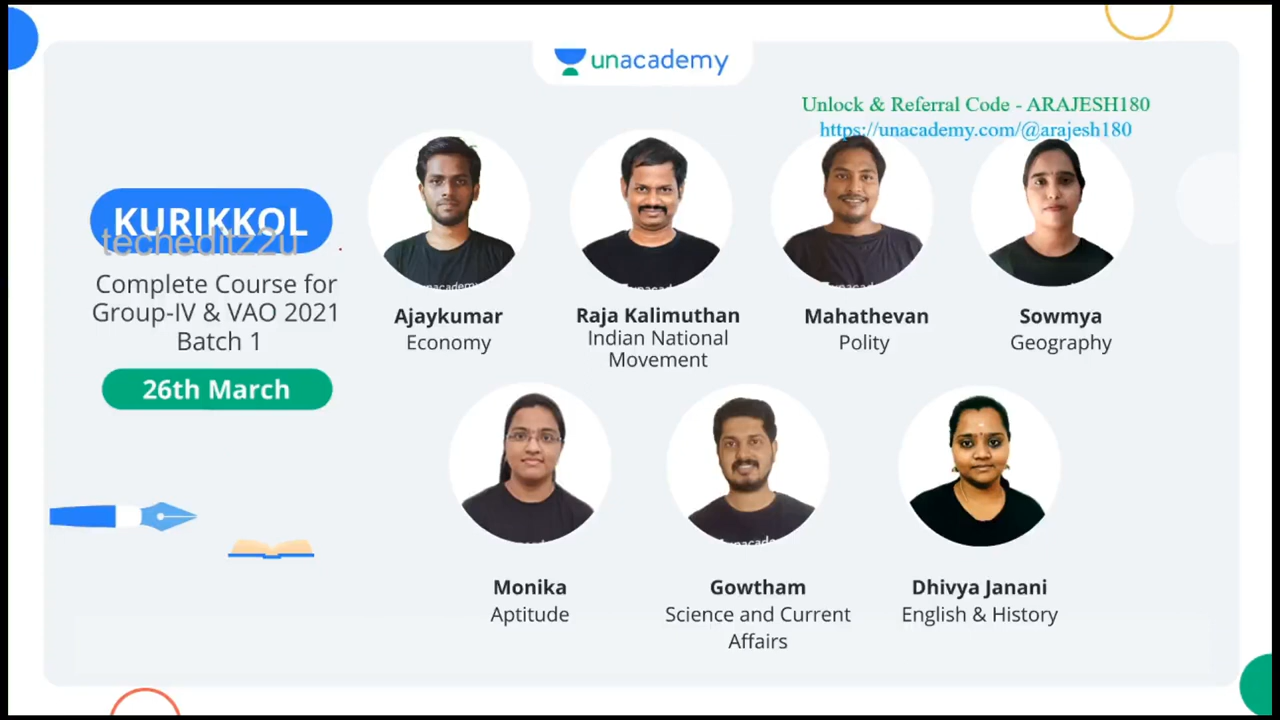 unacademy
Unlock & Referral Code - ARAJESH180
https://unacademy.com/@arajesh180
KURIKKOL
techeditz2u
Complete Course for
Group-IV & VAO 2021
Batch 1
26th March
Ajaykumar
Economy
Raja Kalimuthan
Indian National
Movement
Mahathevan
Polity
Sowmya
Geography
Monika
Aptitude
Gowtham
Science and Current
Affairs
Dhivya Janani
English & History